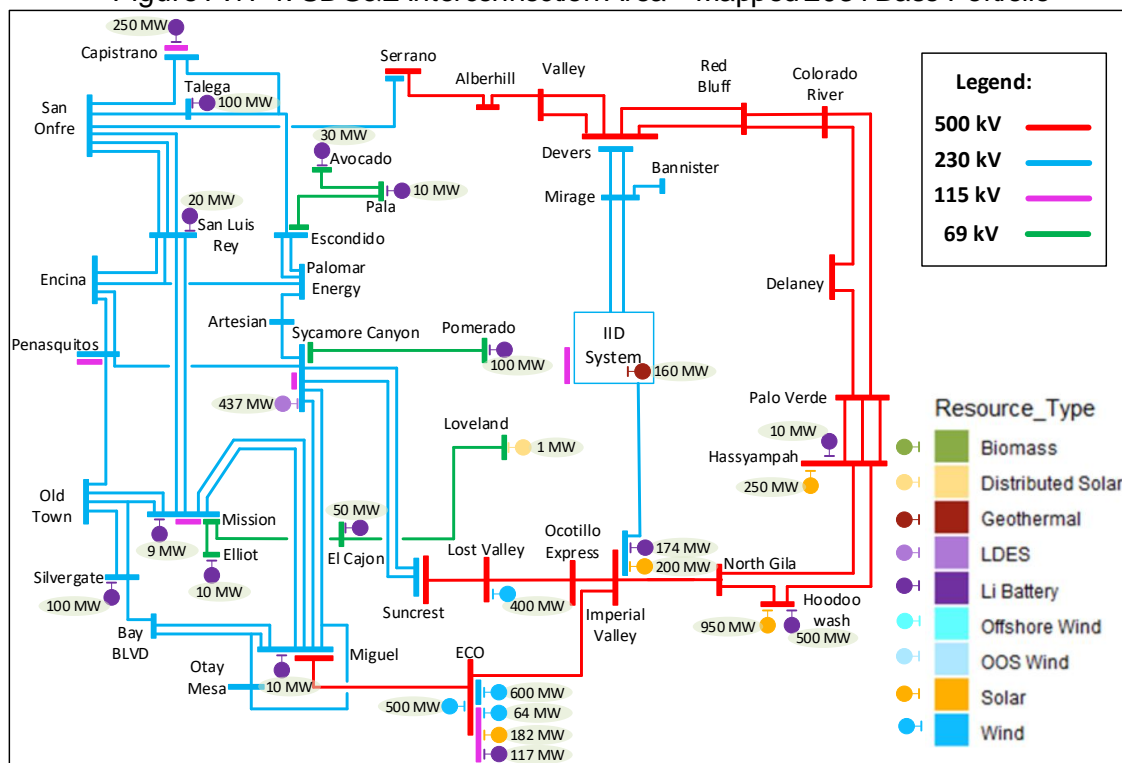 250 MW
Capistrano
Talega
100 MW
San
Onfre
Serrano
Alberhill
Valley
Red
Bluff
Colorado
River
Legend:
500 kV
230 kV
115 kV
69 kV
30 MW
Avocado
10 MW
Pala
Devers
Bannister
Mirage
20 MW
San Luis
Rey
Escondido
Encina
Palomar
Energy
Delaney
Artesian
Sycamore Canyon
Pomerado
100 MW
IID
System
160 MW
Penasquitos
437 MW
Loveland
1 MW
Palo Verde
10 MW
Hassyampah
250 MW
Resource_Type
Biomass
Distributed Solar
Geothermal
LDES
Li Battery
Offshore Wind
OOS Wind
Solar
Wind
Old
Town
Mission
9 MW
Elliot
10 MW
50 MW
El Cajon
Lost Valley
Ocotillo
Express
174 MW
200 MW
North Gila
Silvergate
100 MW
Suncrest
400 MW
Imperial
Valley
Hoodoo
wash
950 MW
500 MW
Bay
BLVD
Miguel
ECO
Otay
Mesa
10 MW
500 MW
600 MW
64 MW
182 MW
117 MW